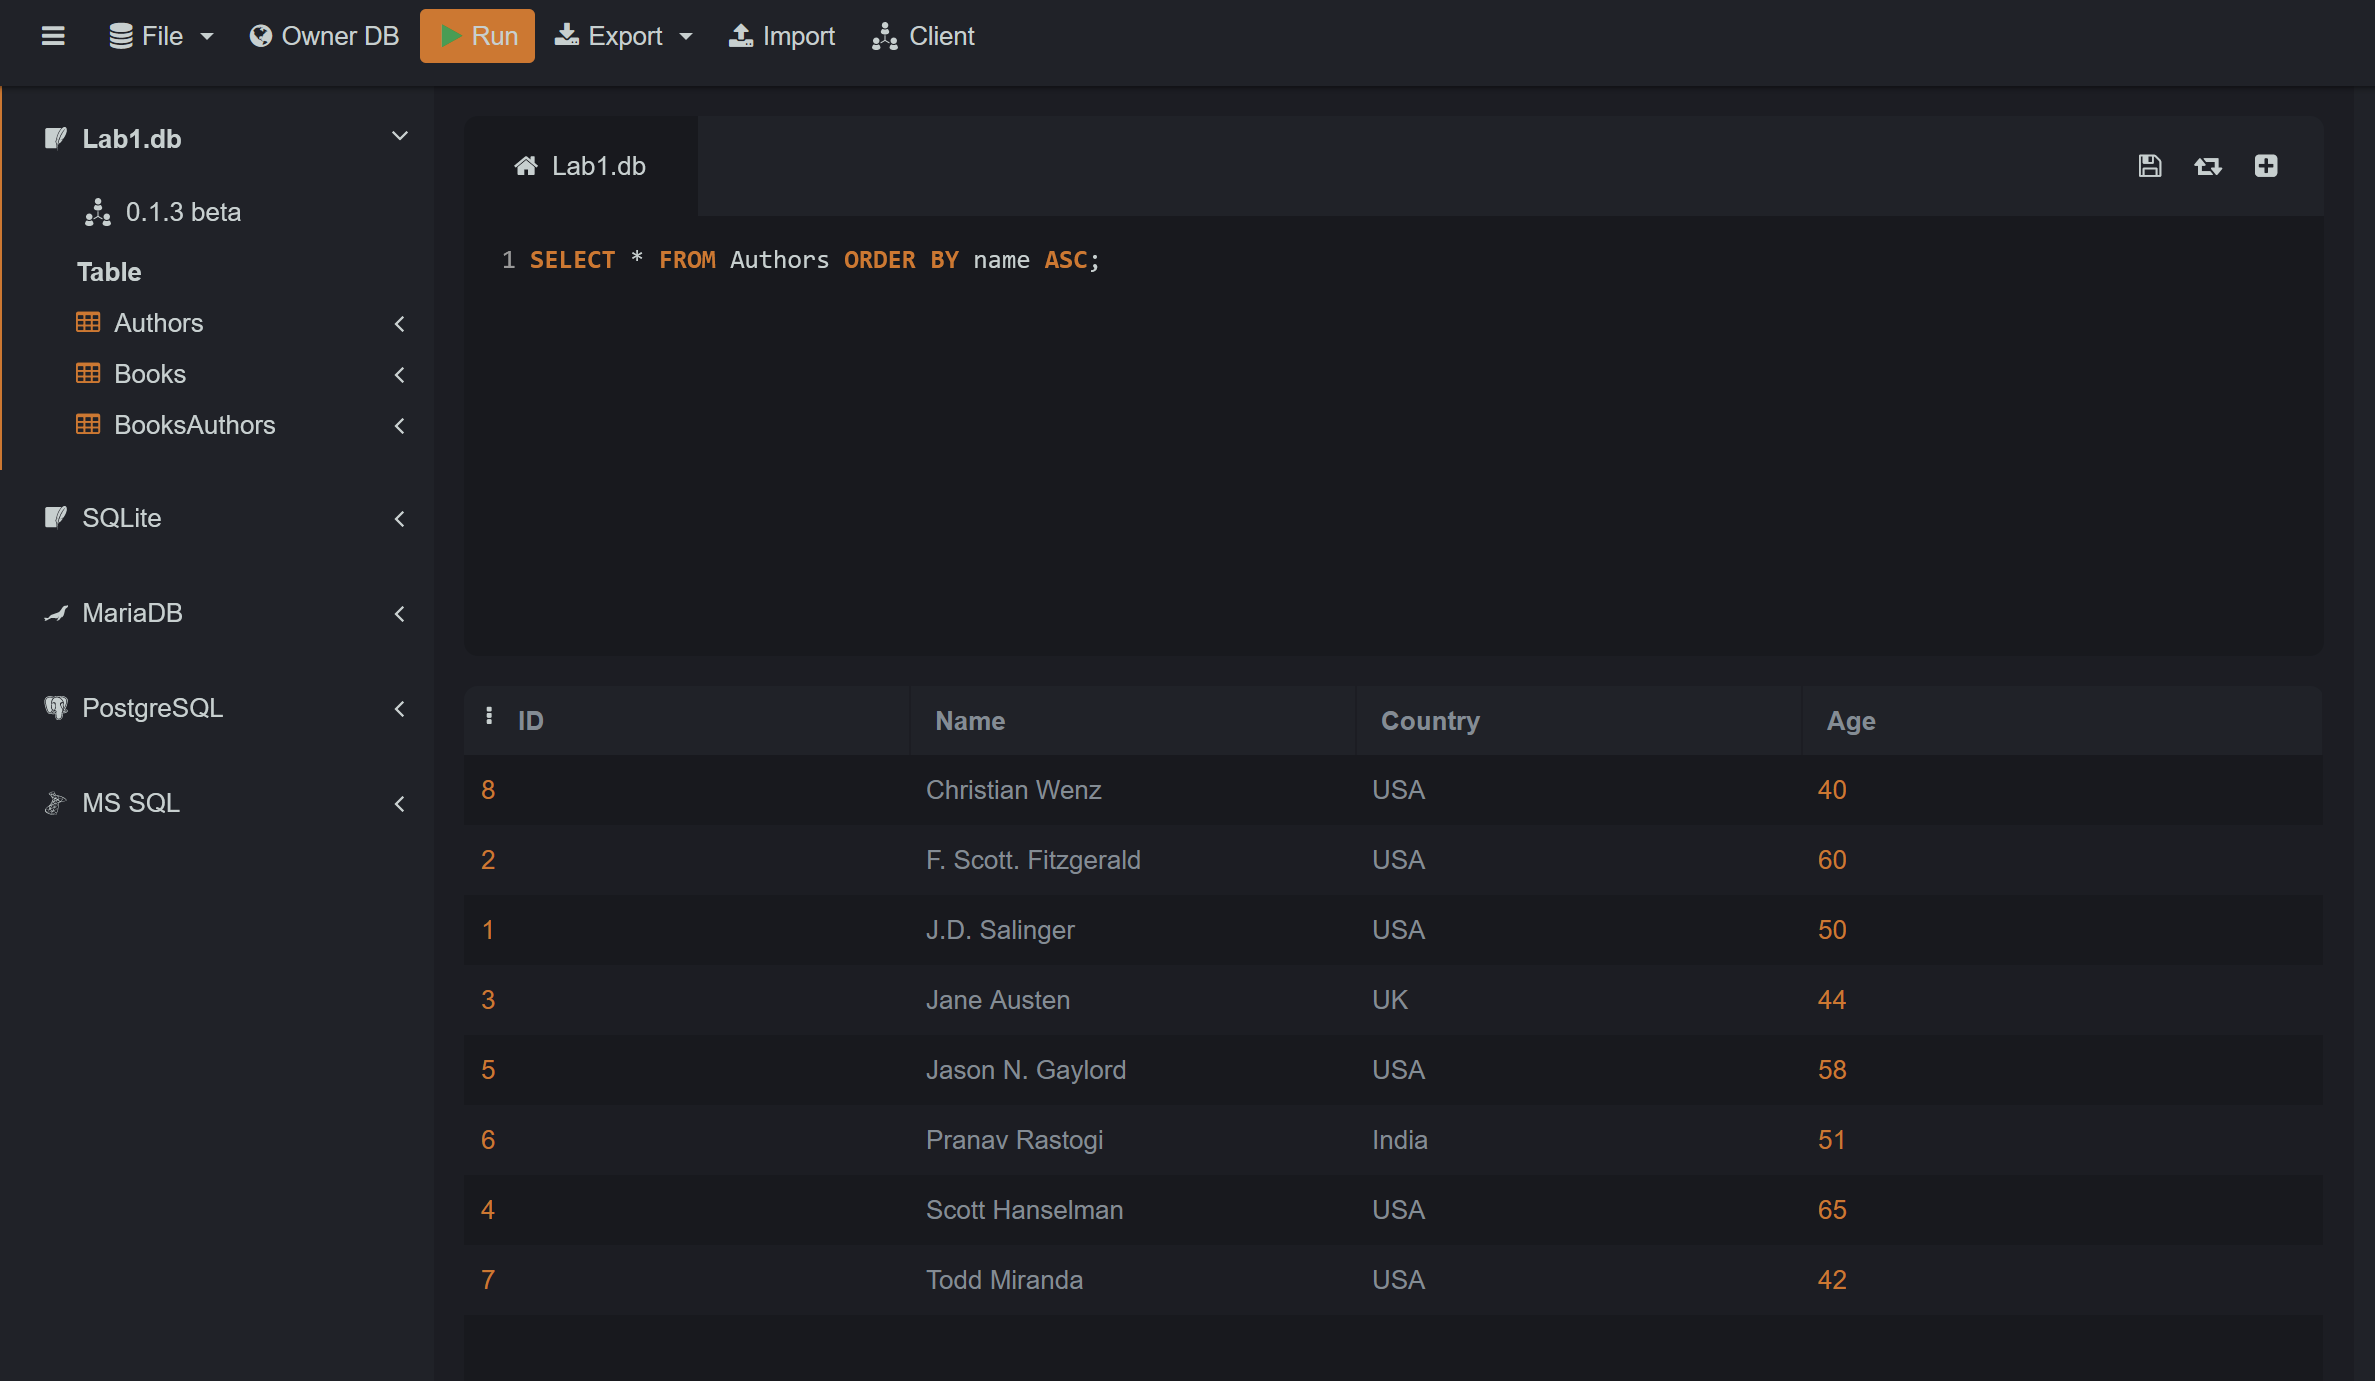 File Owner DB Run Export Import Client
Lab1.db
0.1.3 beta
Table
Authors
Books
BooksAuthors
SQLite
MariaDB
PostgreSQL
MS SQL
Lab1.db
1 SELECT * FROM Authors ORDER BY name ASC;
ID Name Country Age
8 Christian Wenz USA 40
2 F. Scott. Fitzgerald USA 60
1 J.D. Salinger USA 50
3 Jane Austen UK 44
5 Jason N. Gaylord USA 58
6 Pranav Rastogi India 51
4 Scott Hanselman USA 65
7 Todd Miranda USA 42